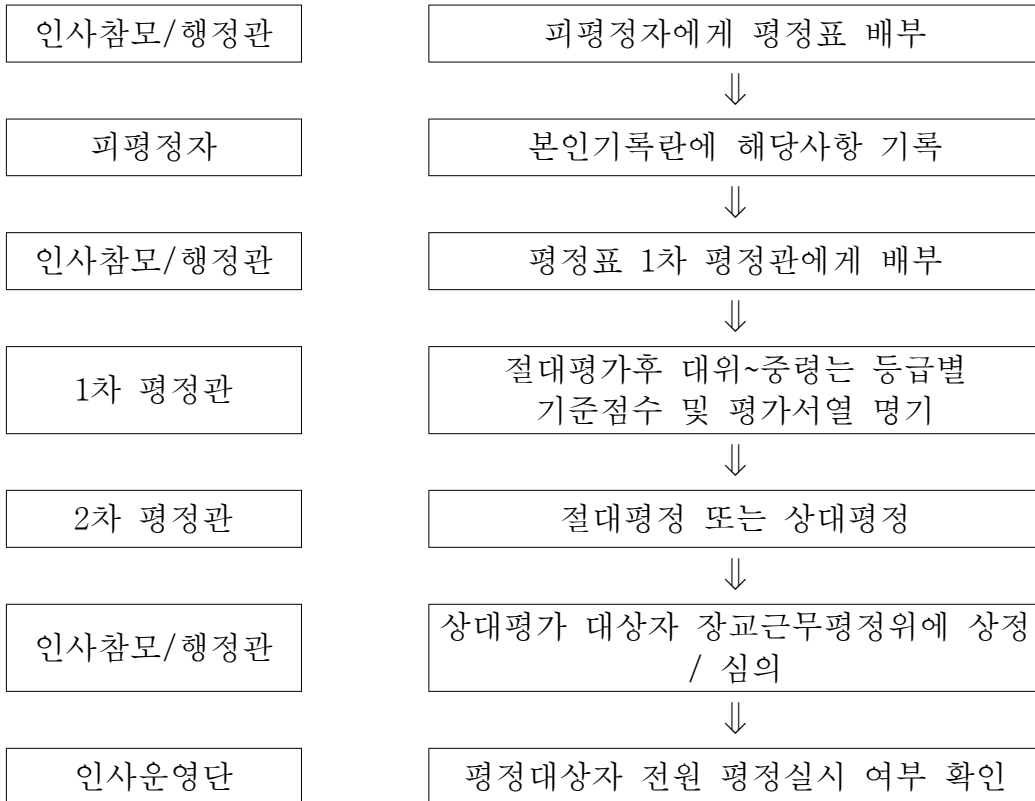 인사참모/행정관 피평정자에게 평정표 배부
⇓
피평정자 본인기록란에 해당사항 기록
⇓
인사참모/행정관 평정표 1차 평정관에게 배부
⇓
1차 평정관 절대평가후 대위~중령는 등급별
기준점수 및 평가서열 명기
⇓
2차 평정관 절대평정 또는 상대평정
⇓
인사참모/행정관 상대평가 대상자 장교근무평정위에 상정
/ 심의
⇓
인사운영단 평정대상자 전원 평정실시 여부 확인